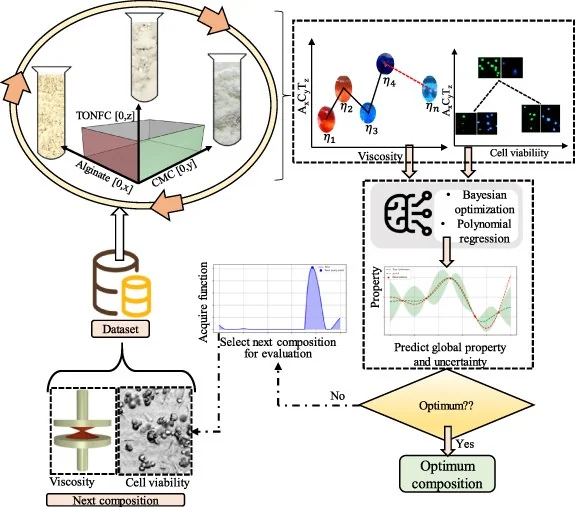 TONFC [0,z]
Alginate [0,x]
CMC [0,y]
AxCyTz
η1
η2
η3
η4
ηn
Viscosity
AxCyTz
Cell viabiliity
• Bayesian
optimization
• Polynomial
regression
Property
Predict global property
and uncertainty
Acquire function
Select next composition
for evaluation
Dataset
No
Optimum??
Yes
Optimum
composition
Viscosity
Cell viability
Next composition